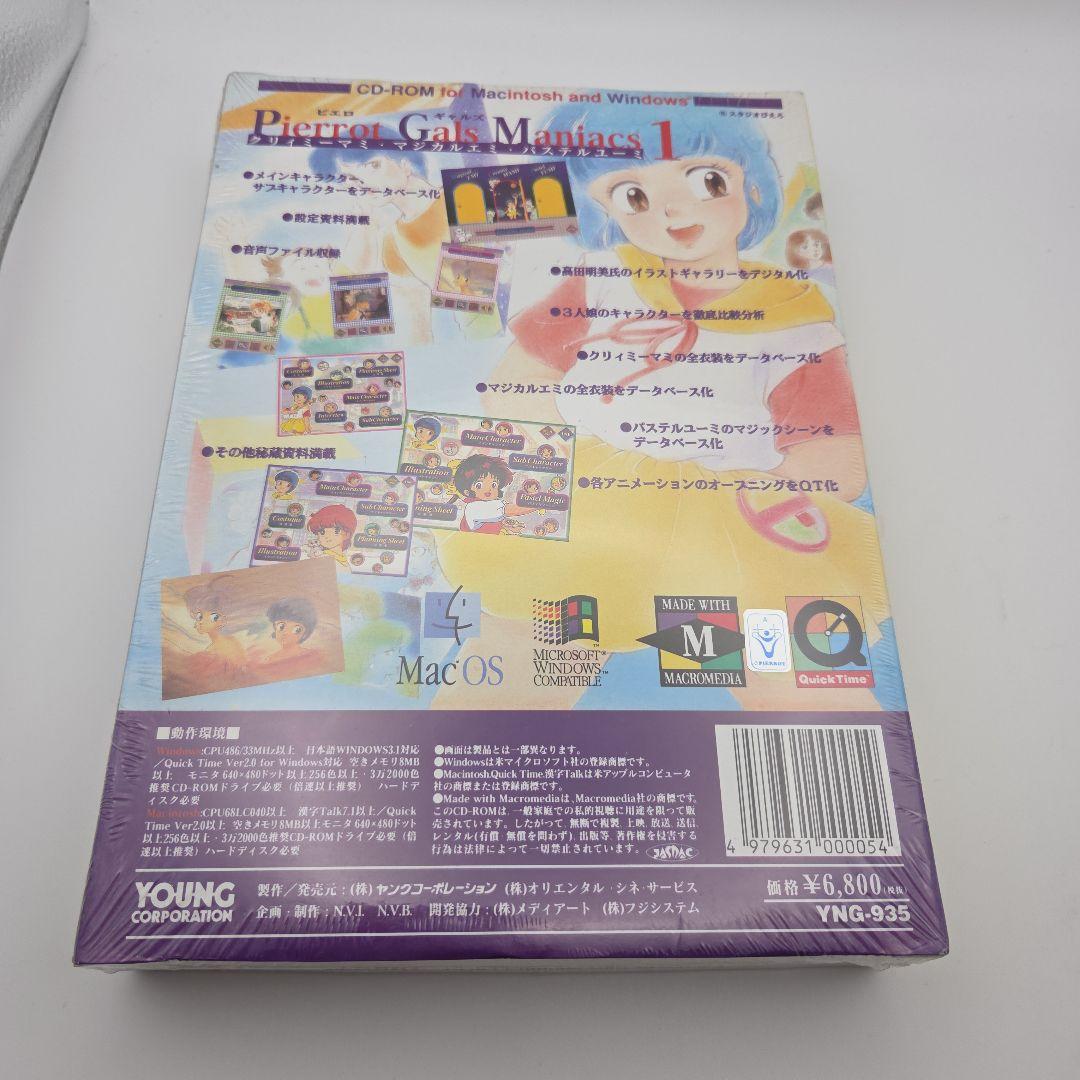 CD-ROM for Macintosh and Windows
ピエロ ギャルズ
Pierrot Gals Maniacs 1
©スタジオぴえろ
クリィミーマミ・マジカルエミ・パステルユーミ
●メインキャラクター、
サブキャラクターをデータベース化
●設定資料満載
●音声ファイル収録
●高田明美氏のイラストギャラリーをデジタル化
●3人娘のキャラクターを徹底比較分析
●クリィミーマミの全衣装をデータベース化
●マジカルエミの全衣装をデータベース化
●パステルユーミのマジックシーンを
データベース化
●その他秘蔵資料満載
●各アニメーションのオープニングをQT化
Costume
Planning Sheet
Illustration
Main Character
Interview
Sub Character
Main Character
Sub Character
Illustration
Pastel Magic
ning Sheet
Main Character
Sub Character
Costume
Planning Sheet
Illustration
Mac OS
MICROSOFT®
WINDOWS™
COMPATIBLE
MADE WITH
M
MACROMEDIA
PIERROT
QuickTime™
■動作環境■
Windows:CPU486/33MHz以上 日本語WINDOWS3.1対応
/Quick Time Ver2.0 for Windows対応 空きメモリ8MB
以上 モニタ640×480ドット以上256色以上・3万2000色
推奨CD-ROMドライブ必要(倍速以上推奨) ハードデ
ィスク必要
Macintosh:CPU68LC040以上 漢字Talk7.1以上/Quick
Time Ver2.0以上 空きメモリ8MB以上モニタ640×480ドット
以上256色以上・3万2000色推奨CD-ROMドライブ必要(倍
速以上推奨)ハードディスク必要
●画面は製品とは一部異なります。
●Windowsは米マイクロソフト社の登録商標です。
●Macintosh,Quick Time,漢字Talkは米アップルコンピュータ
社の商標または登録商標です。
●Made with Macromediaは、Macromedia社の商標です。
このCD-ROMは、一般家庭での私的視聴に用途を限って販
売されています。したがって、無断で複製、上映、放送、送信、
レンタル(有償、無償を問わず)出版等、著作権を侵害する
行為は法律によって一切禁止されています。
JASRAC
4 979631 000054
YOUNG
CORPORATION
製作/発売元:(株)ヤングコーポレーション (株)オリエンタル・シネ・サービス
企画・制作:N.V.I. N.V.B. 開発協力:(株)メディアート (株)フジシステム
価格 ¥6,800(税抜)
YNG-935